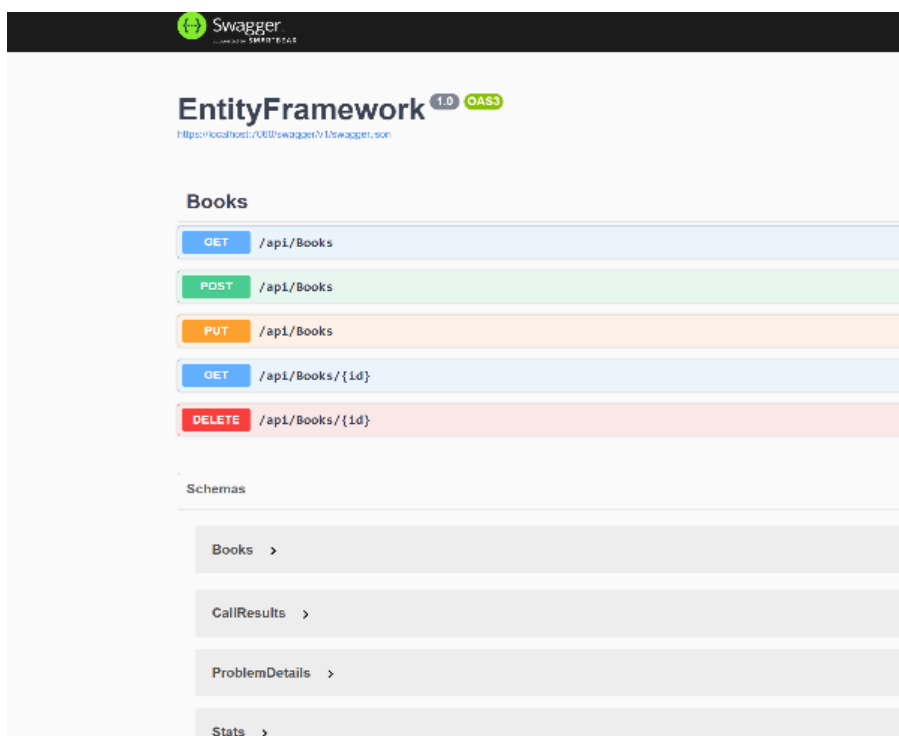 Swagger.
SMARTBEAR
EntityFramework 1.0 OAS3
Books
GET /api/Books
POST /api/Books
PUT /api/Books
GET /api/Books/{id}
DELETE /api/Books/{id}
Schemas
Books >
CallResults >
ProblemDetails >
Stats >